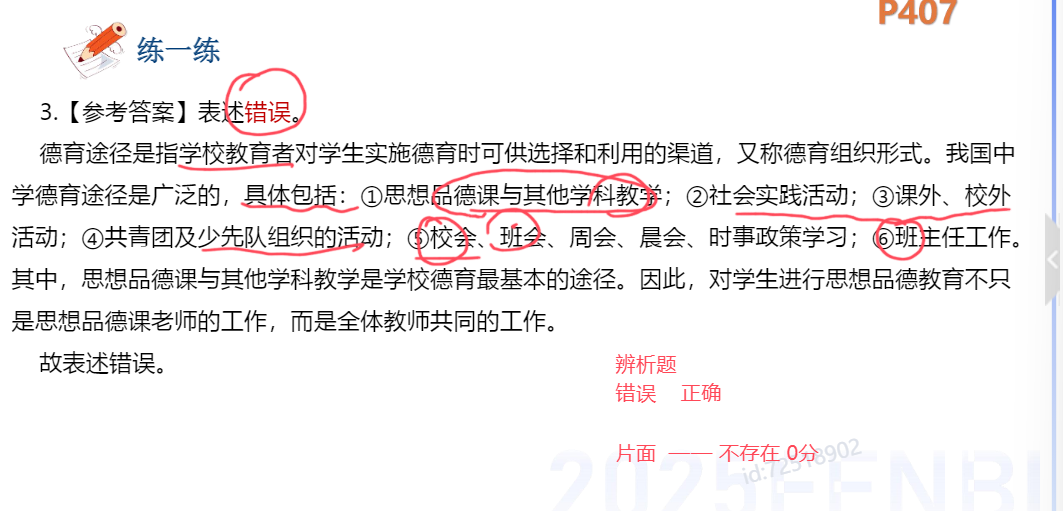 P407
练一练
3.【参考答案】表述错误。
德育途径是指学校教育者对学生实施德育时可供选择和利用的渠道，又称德育组织形式。我国中
学德育途径是广泛的，具体包括：①思想品德课与其他学科教学；②社会实践活动；③课外、校外
活动；④共青团及少先队组织的活动；⑤校会、班会、周会、晨会、时事政策学习；⑥班主任工作。
其中，思想品德课与其他学科教学是学校德育最基本的途径。因此，对学生进行思想品德教育不只
是思想品德课老师的工作，而是全体教师共同的工作。
故表述错误。
辨析题
错误 正确
片面 —— 不存在 0分
id:72518902
2025FENBI